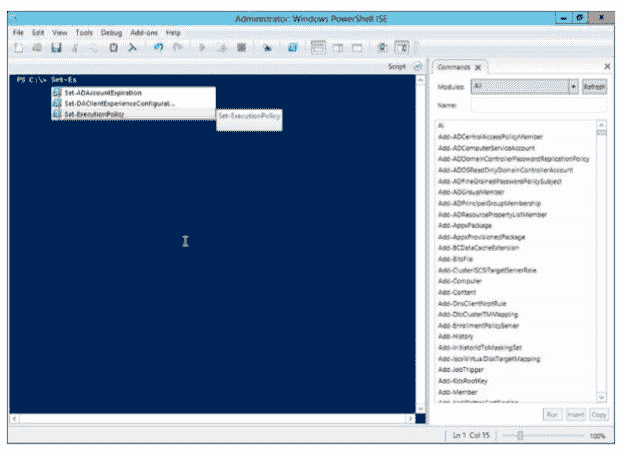 Administrator: Windows PowerShell ISE
File Edit View Tools Debug Add-ons Help
Script
Commands X
PS C:\> Set-Ex
Set-ADAccountExpiration
Set-DAClientExperienceConfigurat...
Set-ExecutionPolicy
Set-ExecutionPolicy
Modules: All Refresh
Name:
A:
Add-ADCentralAccessPolicyMember
Add-ADComputerServiceAccount
Add-ADDomainControllerPasswordReplicationPolicy
Add-ADDSReadOnlyDomainControllerAccount
Add-ADFineGrainedPasswordPolicySubject
Add-ADGroupMember
Add-ADPrincipalGroupMembership
Add-ADResourcePropertyListMember
Add-AppxPackage
Add-AppxProvisionedPackage
Add-BCDataCacheExtension
Add-BitsFile
Add-ClusteriSCSITargetServerRole
Add-Computer
Add-Content
Add-DnsClientNrptRule
Add-DtcClusterTMMapping
Add-EnrollmentPolicyServer
Add-History
Add-InitiatorIdToMaskingSet
Add-IscsiVirtualDiskTargetMapping
Add-JobTrigger
Add-KdsRootKey
Add-Member
Run Insert Copy
Ln 1 Col 15 100%